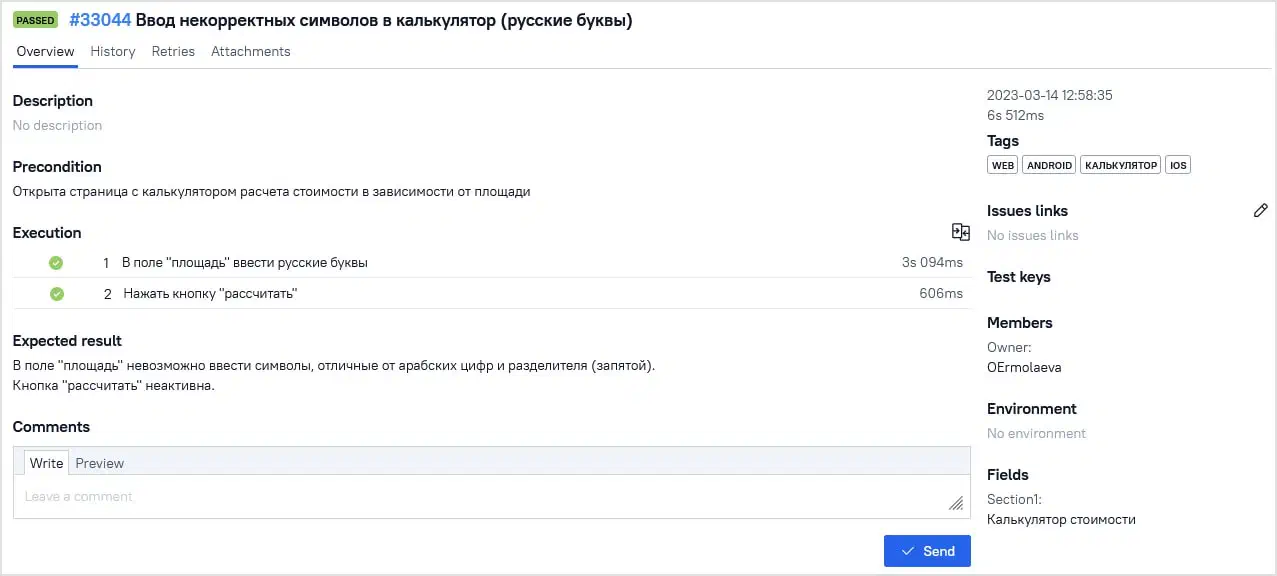 PASSED #33044 Ввод некорректных символов в калькулятор (русские буквы)
Overview History Retries Attachments
Description
No description
Precondition
Открыта страница с калькулятором расчета стоимости в зависимости от площади
Execution
1 В поле "площадь" ввести русские буквы 3s 094ms
2 Нажать кнопку "рассчитать" 606ms
Expected result
В поле "площадь" невозможно ввести символы, отличные от арабских цифр и разделителя (запятой).
Кнопка "рассчитать" неактивна.
Comments
Write Preview
Leave a comment
Send
2023-03-14 12:58:35
6s 512ms
Tags
WEB ANDROID КАЛЬКУЛЯТОР IOS
Issues links
No issues links
Test keys
Members
Owner:
OErmolaeva
Environment
No environment
Fields
Section1:
Калькулятор стоимости